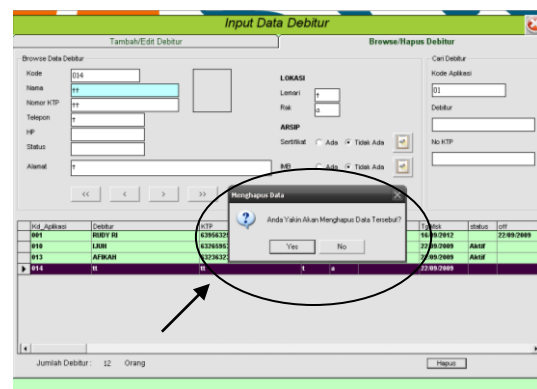 Input Data Debitur
Tambah/Edit Debitur
Browse/Hapus Debitur
Browse Data Debitur
Kode 014
Nama tt
Nomor KTP tt
Telepon t
HP
Status
Alamat t
LOKASI
Lemari t
Rak a
ARSIP
Sertifikat Ada Tidak Ada
IMB Ada Tidak Ada
Cari Debitur
Kode Aplikasi
01
Debitur
No KTP
<< < > >>
Menghapus Data
Anda Yakin Akan Menghapus Data Tersebut?
Yes No
Kd_Aplikasi Debitur KTP status off
001 RUDY RI 16/09/2012 22/09/2009
010 22/09/2009 Aktif
013 AFIKAH 22/09/2009 Aktif
014 tt tt t a 22/09/2009
Jumlah Debitur : 12 Orang
Hapus